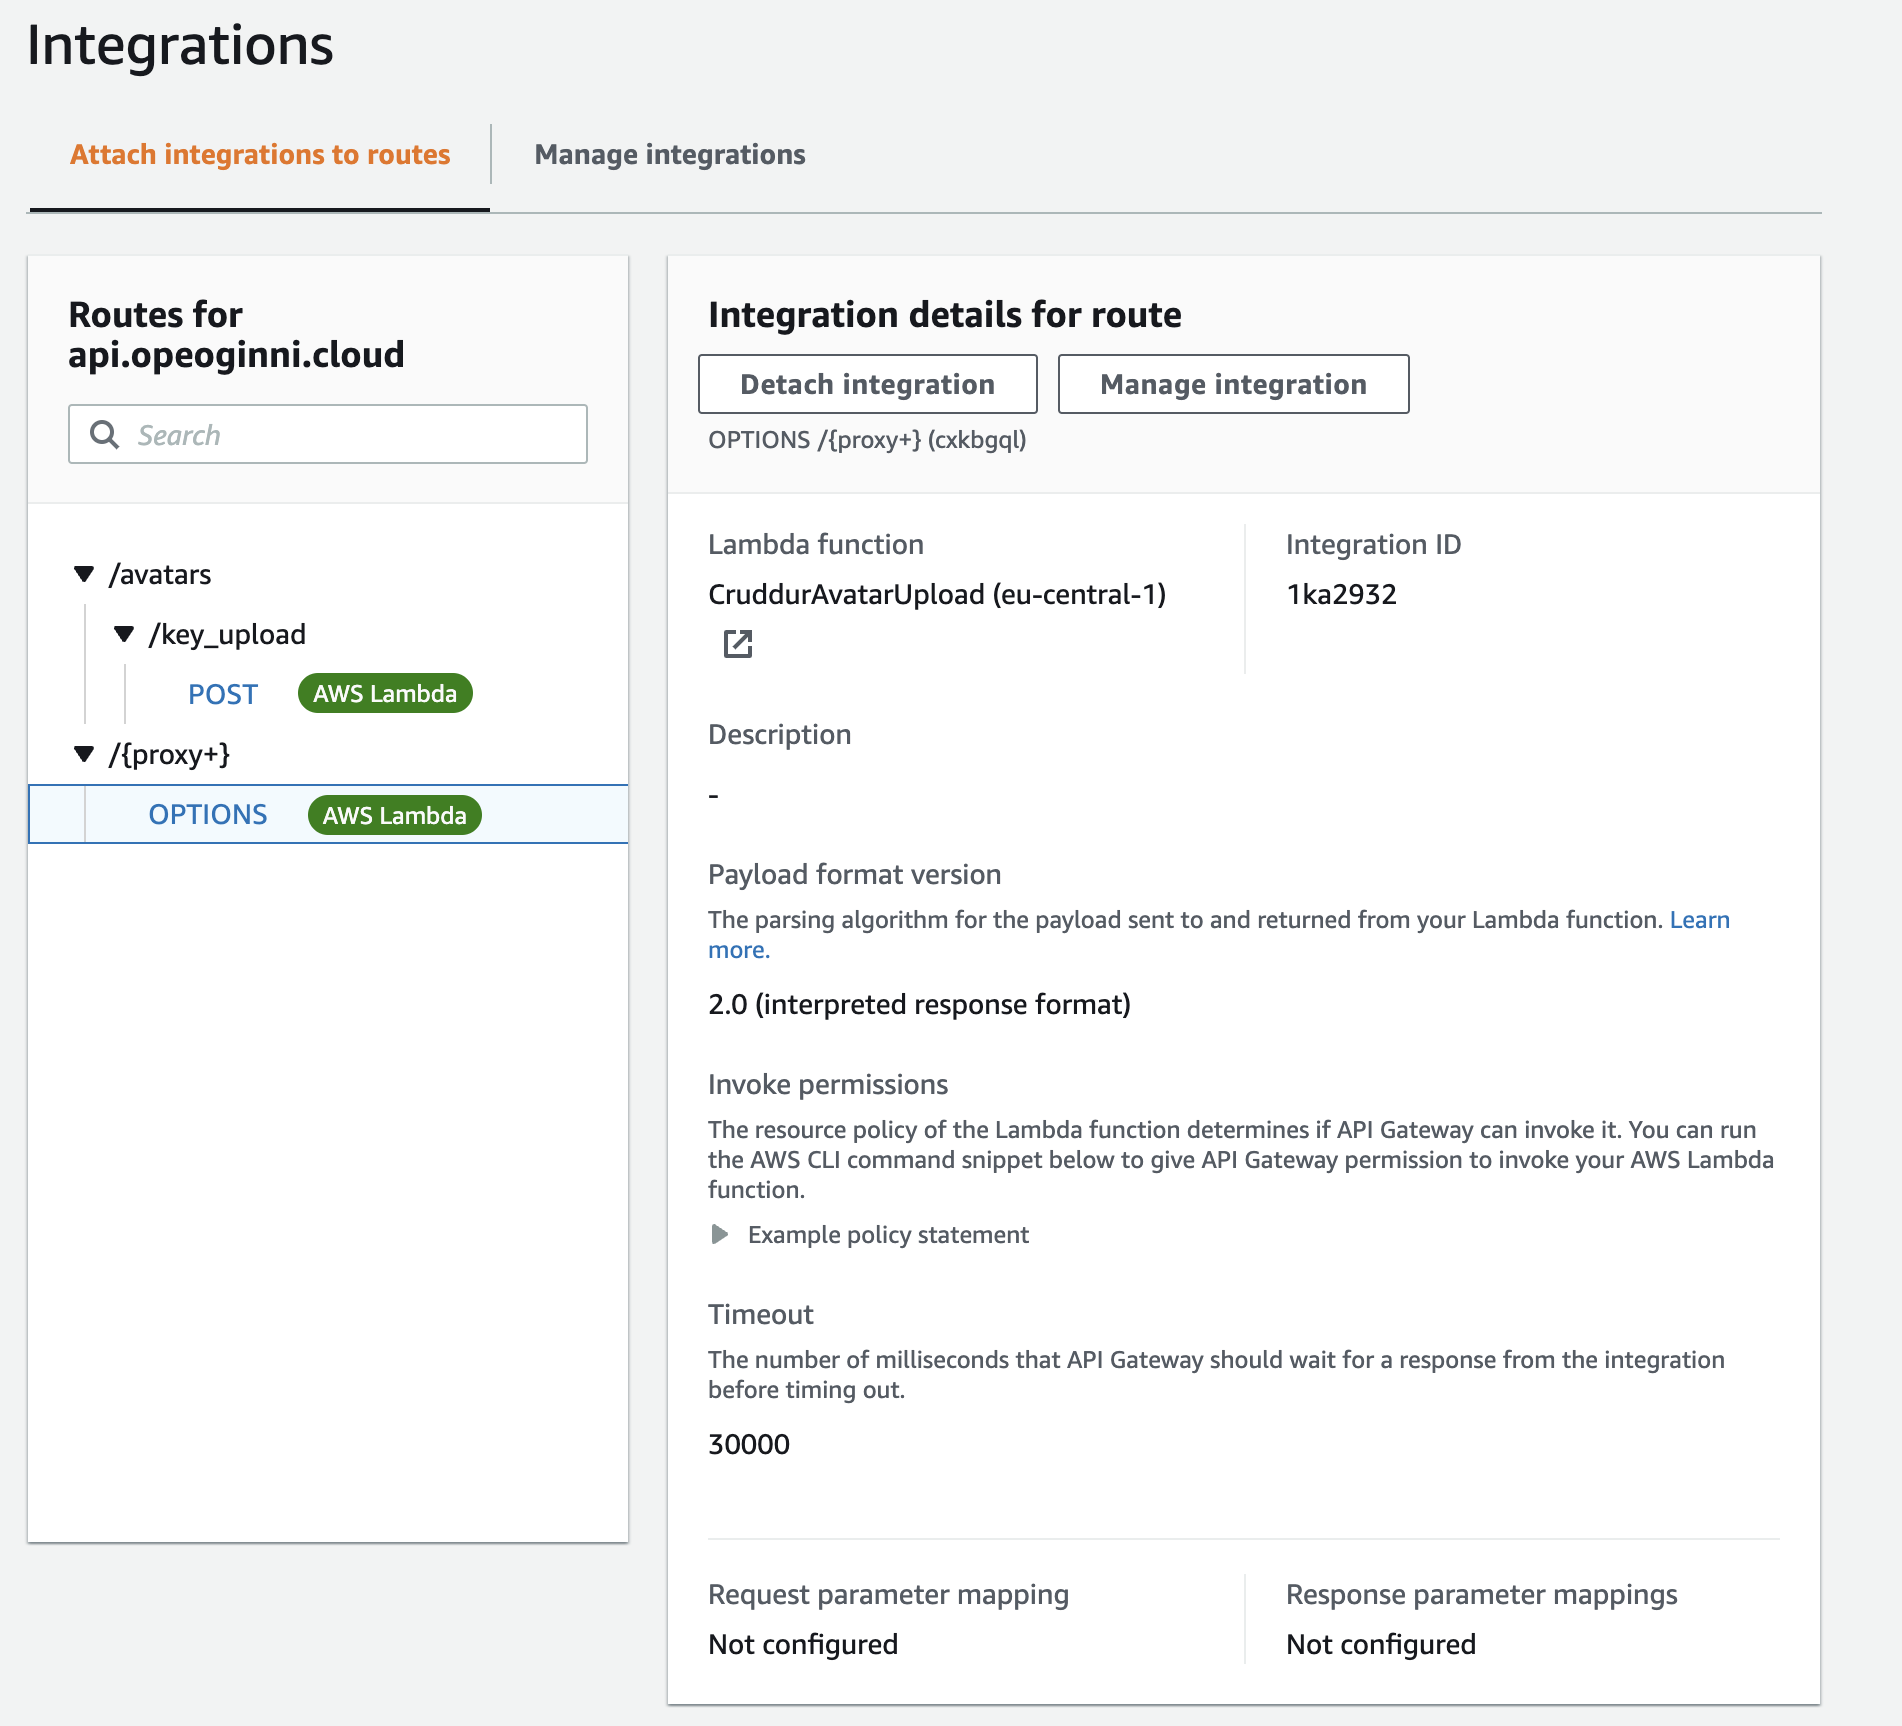 Integrations
Attach integrations to routes
Manage integrations
Routes for
api.opeoginni.cloud
Search
/avatars
/key_upload
POST
AWS Lambda
/{proxy+}
OPTIONS
AWS Lambda
Integration details for route
Detach integration
Manage integration
OPTIONS /{proxy+} (cxkbgql)
Lambda function
CruddurAvatarUpload (eu-central-1)
Integration ID
1ka2932
Description
-
Payload format version
The parsing algorithm for the payload sent to and returned from your Lambda function. Learn
more.
2.0 (interpreted response format)
Invoke permissions
The resource policy of the Lambda function determines if API Gateway can invoke it. You can run
the AWS CLI command snippet below to give API Gateway permission to invoke your AWS Lambda
function.
Example policy statement
Timeout
The number of milliseconds that API Gateway should wait for a response from the integration
before timing out.
30000
Request parameter mapping
Not configured
Response parameter mappings
Not configured